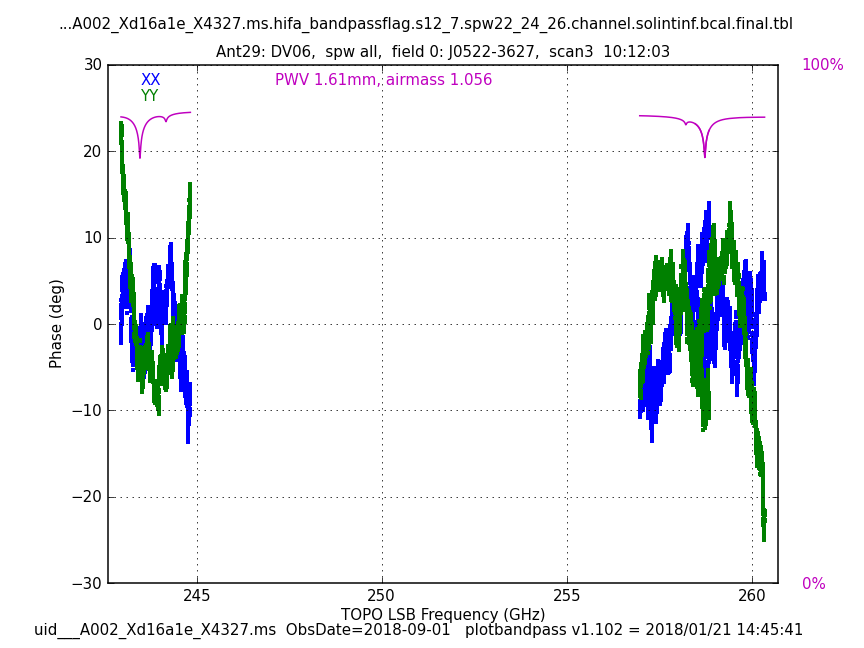 ...A002_Xd16a1e_X4327.ms.hifa_bandpassflag.s12_7.spw22_24_26.channel.solintinf.bcal.final.tbl
Ant29: DV06,  spw all,  field 0: J0522-3627,  scan3  10:12:03
30
XX
PWV 1.61mm, airmass 1.056
100%
YY
20
10
0
Phase (deg)
−10
−20
−30
0%
245
250
255
260
TOPO LSB Frequency (GHz)
uid___A002_Xd16a1e_X4327.ms  ObsDate=2018-09-01   plotbandpass v1.102 = 2018/01/21 14:45:41